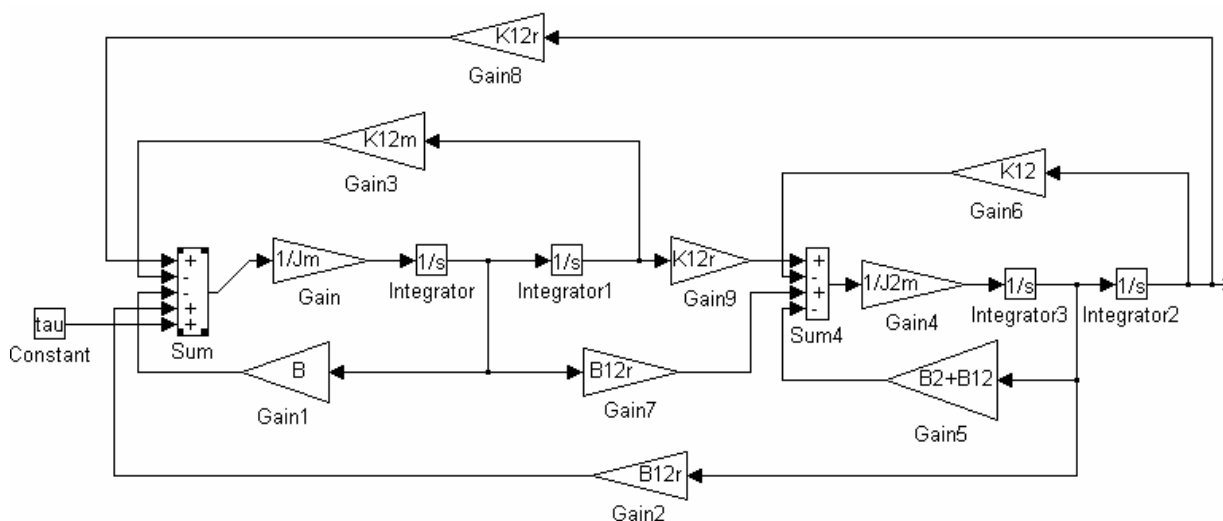 K12r
Gain8
K12m
Gain3
K12
Gain6
+
-
-
+
+
Sum
1/Jm
Gain
1/s
Integrator
1/s
Integrator1
K12r
Gain9
+
-
+
-
Sum4
1/J2m
Gain4
1/s
Integrator3
1/s
Integrator2
tau
Constant
B
Gain1
B12r
Gain7
B2+B12
Gain5
B12r
Gain2